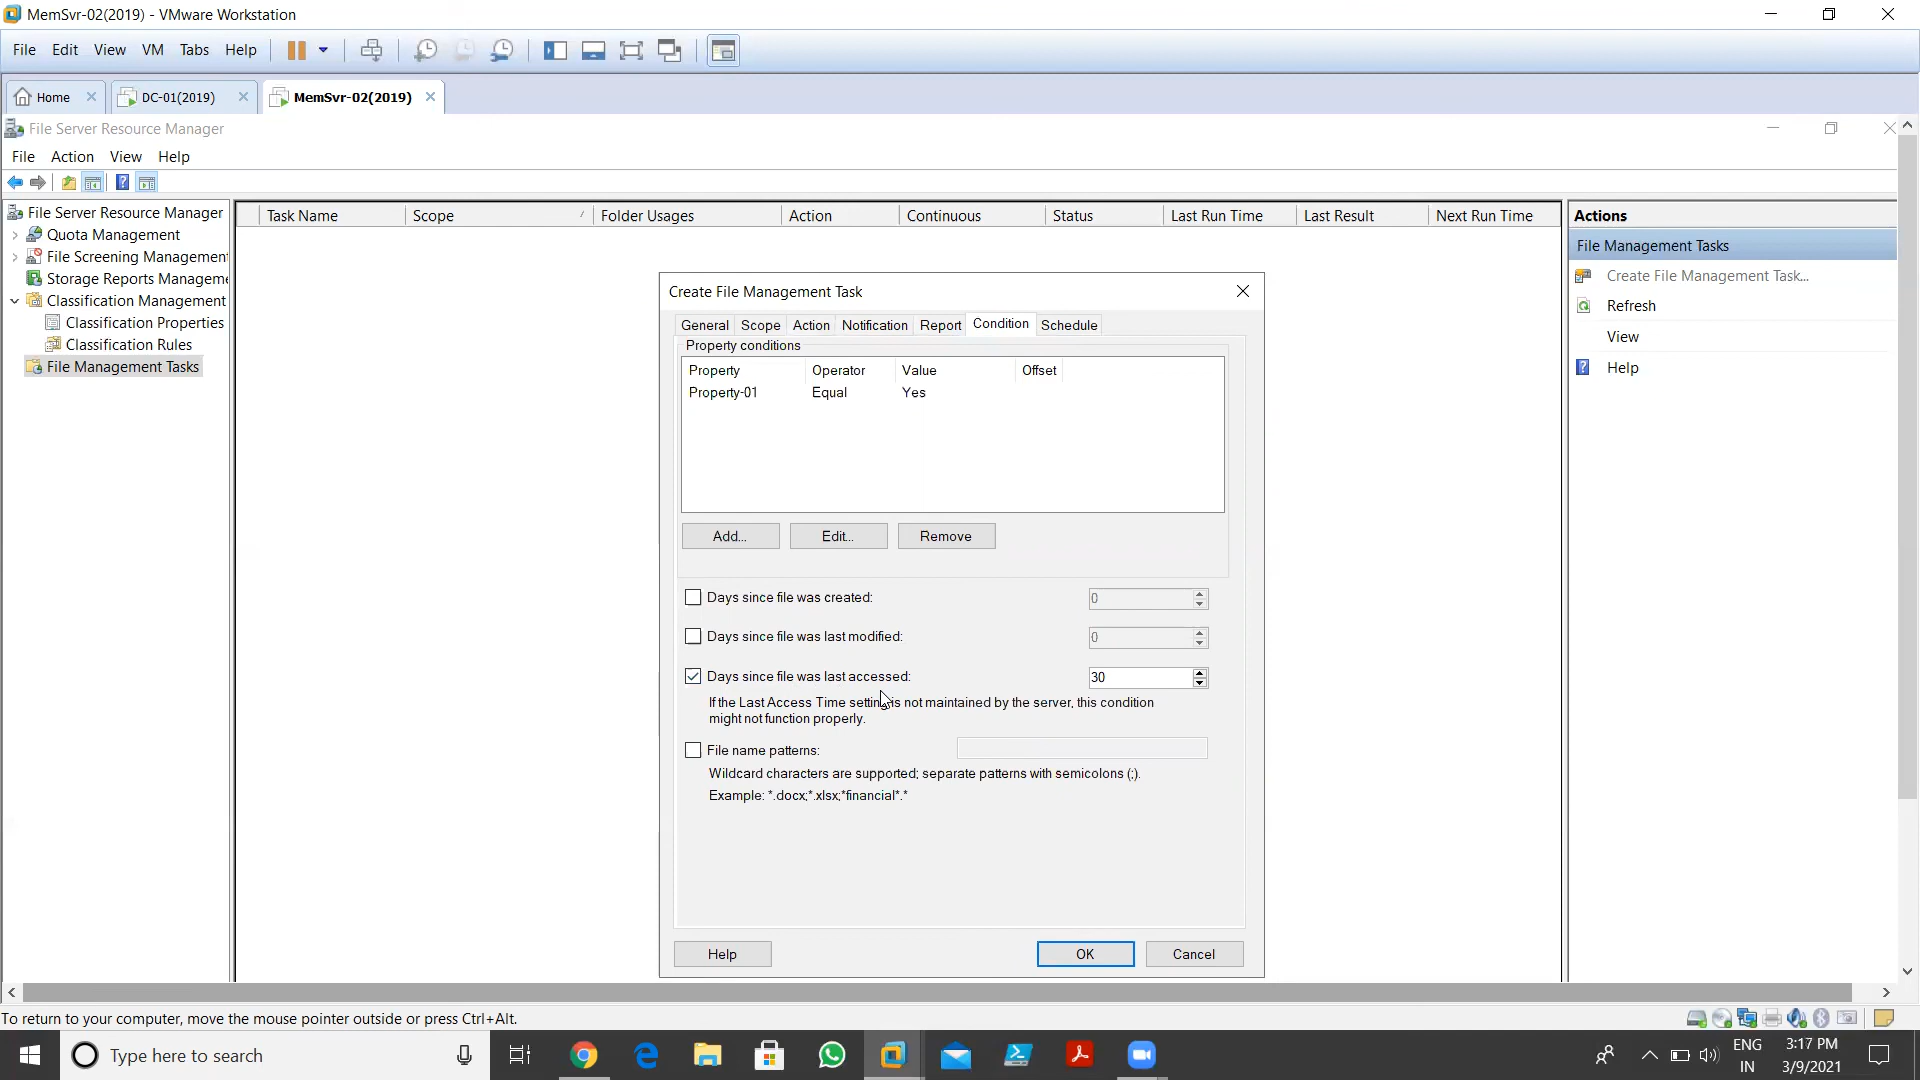 MemSvr-02(2019) - VMware Workstation
File Edit View VM Tabs Help
Home DC-01(2019) MemSvr-02(2019)
File Server Resource Manager
File Action View Help
File Server Resource Manager
Quota Management
File Screening Management
Storage Reports Manageme
Classification Management
Classification Properties
Classification Rules
File Management Tasks
Task Name Scope Folder Usages Action Continuous Status Last Run Time Last Result Next Run Time
Create File Management Task
General Scope Action Notification Report Condition Schedule
Property conditions
Property Operator Value Offset
Property-01 Equal Yes
Add... Edit... Remove
Days since file was created: 0
Days since file was last modified: 0
Days since file was last accessed: 30
If the Last Access Time setting is not maintained by the server, this condition
might not function properly.
File name patterns:
Wildcard characters are supported; separate patterns with semicolons (;).
Example: *.docx;*.xlsx;*financial*.*
Help OK Cancel
Actions
File Management Tasks
Create File Management Task...
Refresh
View
Help
To return to your computer, move the mouse pointer outside or press Ctrl+Alt.
Type here to search
ENG
IN
3:17 PM
3/9/2021